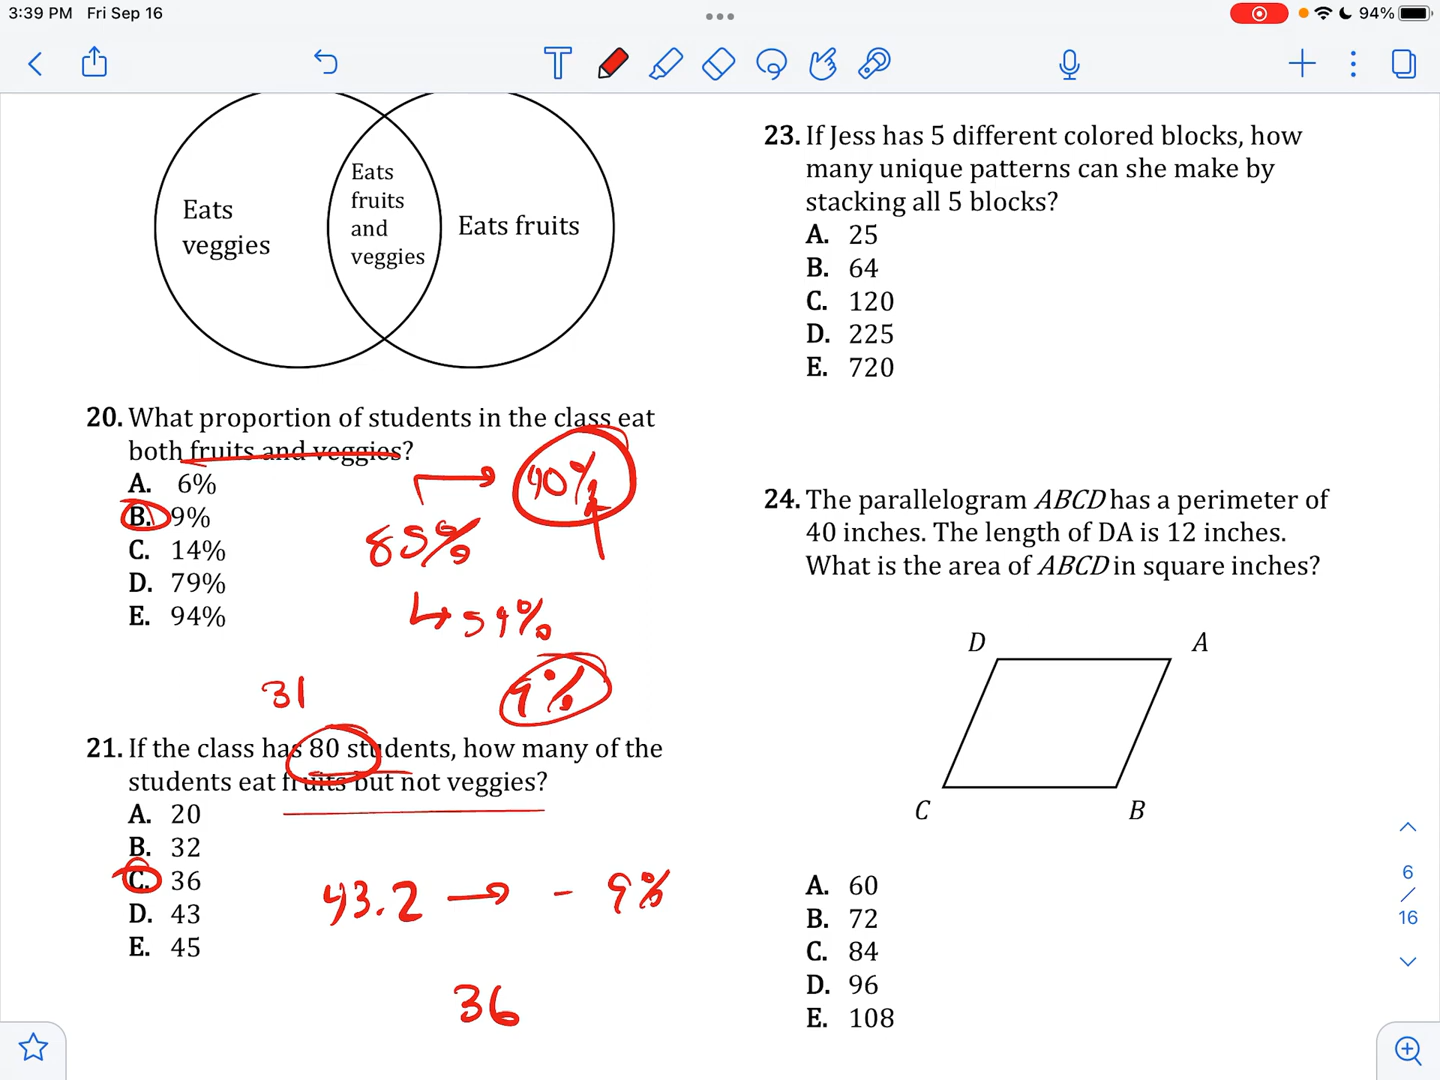 3:39 PM Fri Sep 16
94%
Eats
veggies
Eats
fruits
and
veggies
Eats fruits
20. What proportion of students in the class eat
both fruits and veggies?
A. 6%
B. 9%
C. 14%
D. 79%
E. 94%
40%
85%
54%
9%
31
21. If the class has 80 students, how many of the
students eat fruits but not veggies?
A. 20
B. 32
C. 36
D. 43
E. 45
43.2 → - 9%
36
23. If Jess has 5 different colored blocks, how
many unique patterns can she make by
stacking all 5 blocks?
A. 25
B. 64
C. 120
D. 225
E. 720
24. The parallelogram ABCD has a perimeter of
40 inches. The length of DA is 12 inches.
What is the area of ABCD in square inches?
D
A
C
B
A. 60
B. 72
C. 84
D. 96
E. 108
6
/
16